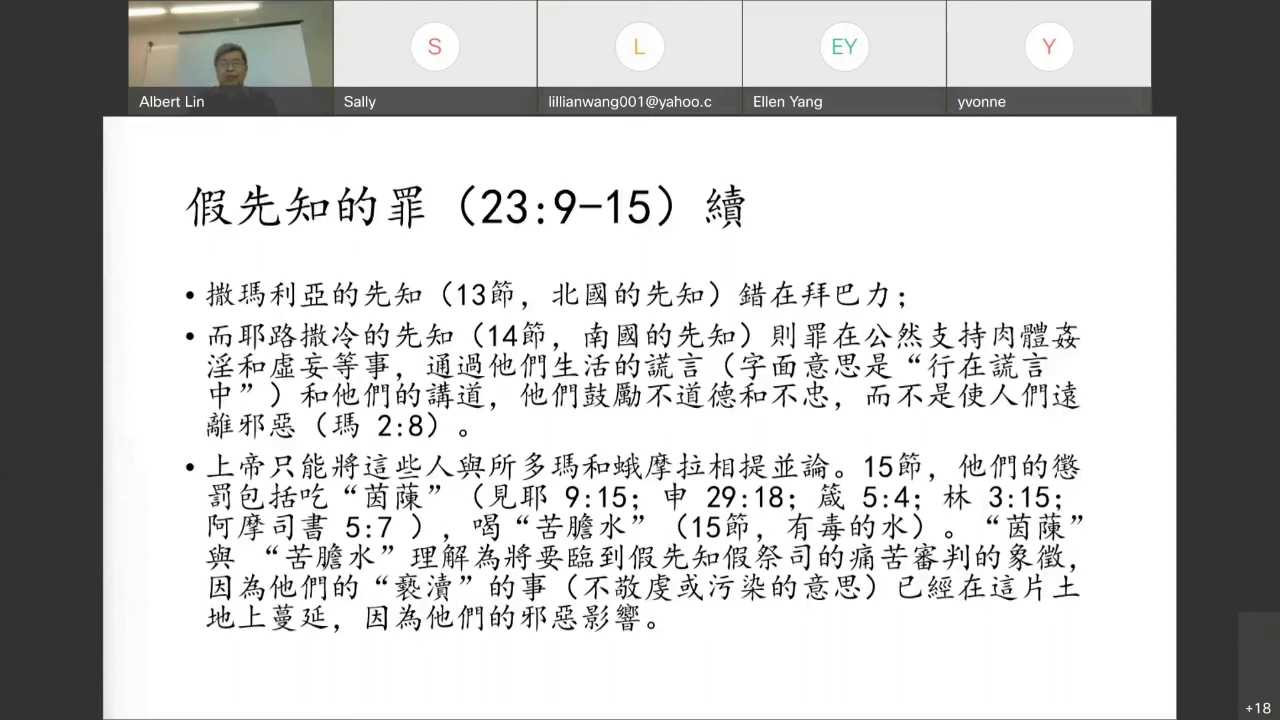 S
L
EY
Y
Albert Lin
Sally
lillianwang001@yahoo.c
Ellen Yang
yvonne
假先知的罪（23:9-15）續
• 撒瑪利亞的先知（13節，北國的先知）錯在拜巴力；
• 而耶路撒冷的先知（14節，南國的先知）則罪在公然支持肉體姦
淫和虛妄等事，通過他們生活的謊言（字面意思是“行在謊言
中”）和他們的講道，他們鼓勵不道德和不忠，而不是使人們遠
離邪惡（瑪 2:8）。
• 上帝只能將這些人與所多瑪和蛾摩拉相提並論。15節，他們的懲
罰包括吃“茵蔯”（見耶 9:15；申 29:18；箴 5:4；林 3:15；
阿摩司書 5:7 ），喝“苦膽水”（15節，有毒的水）。“茵蔯”
與 “苦膽水”理解為將要臨到假先知假祭司的痛苦審判的象徵，
因為他們的“褻瀆”的事（不敬虔或污染的意思）已經在這片土
地上蔓延，因為他們的邪惡影響。
+18